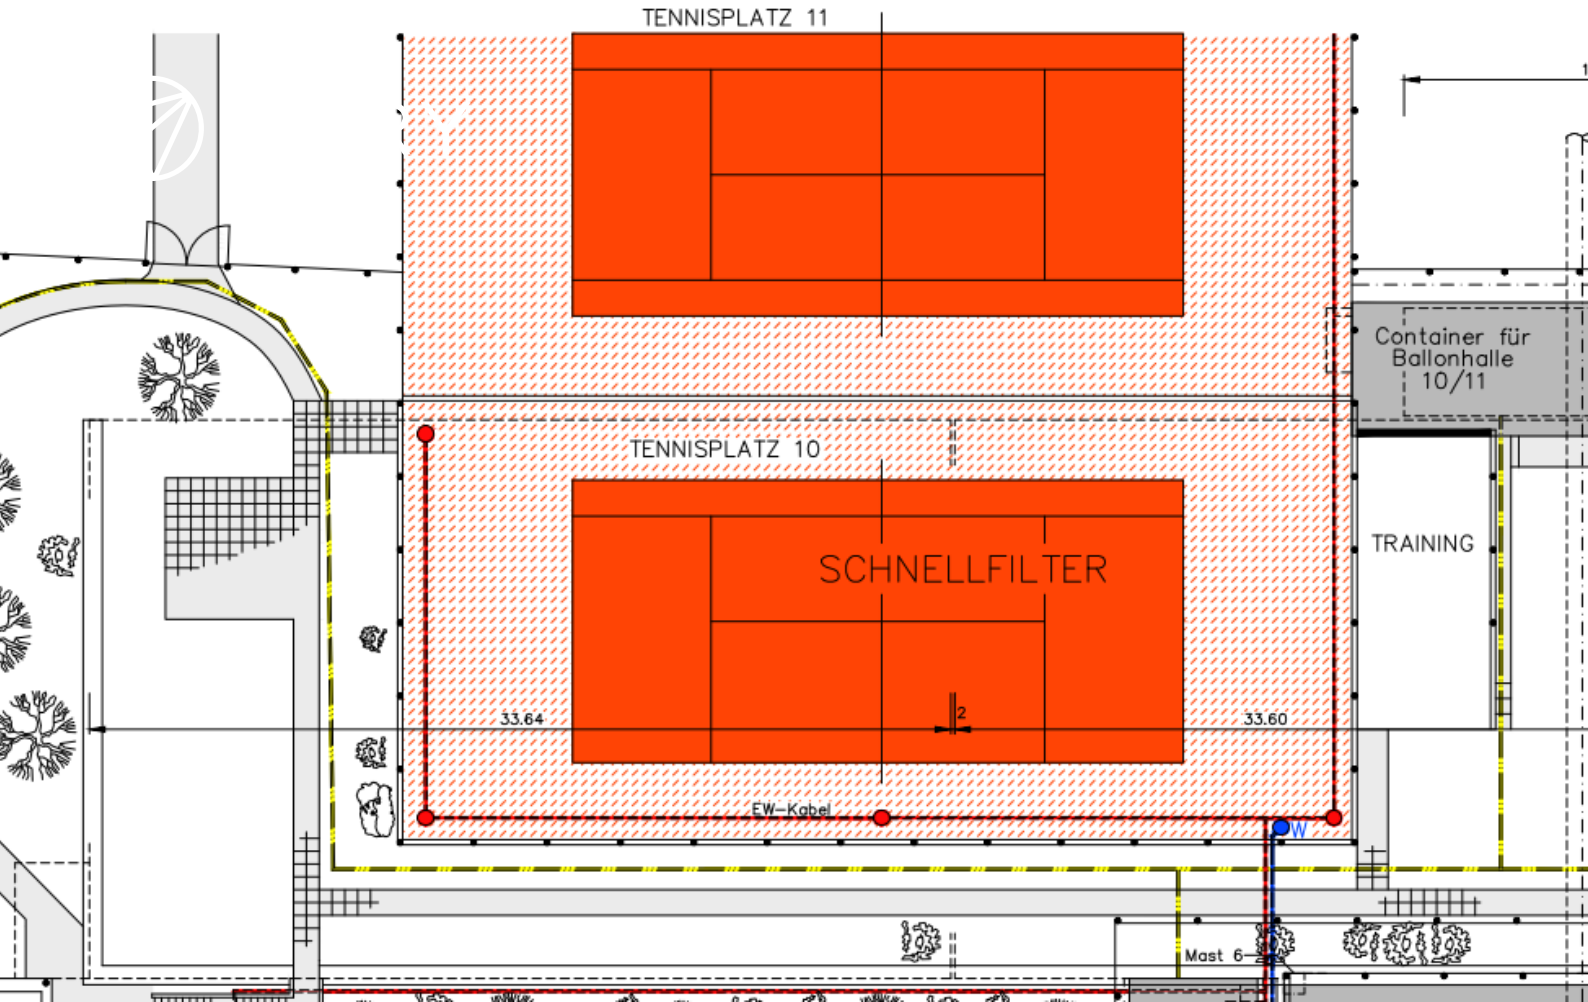 TENNISPLATZ 11
1
Container für
Ballonhalle
10/11
TENNISPLATZ 10
TRAINING
SCHNELLFILTER
33.64
2
33.60
EW-Kabel
W
Mast 6